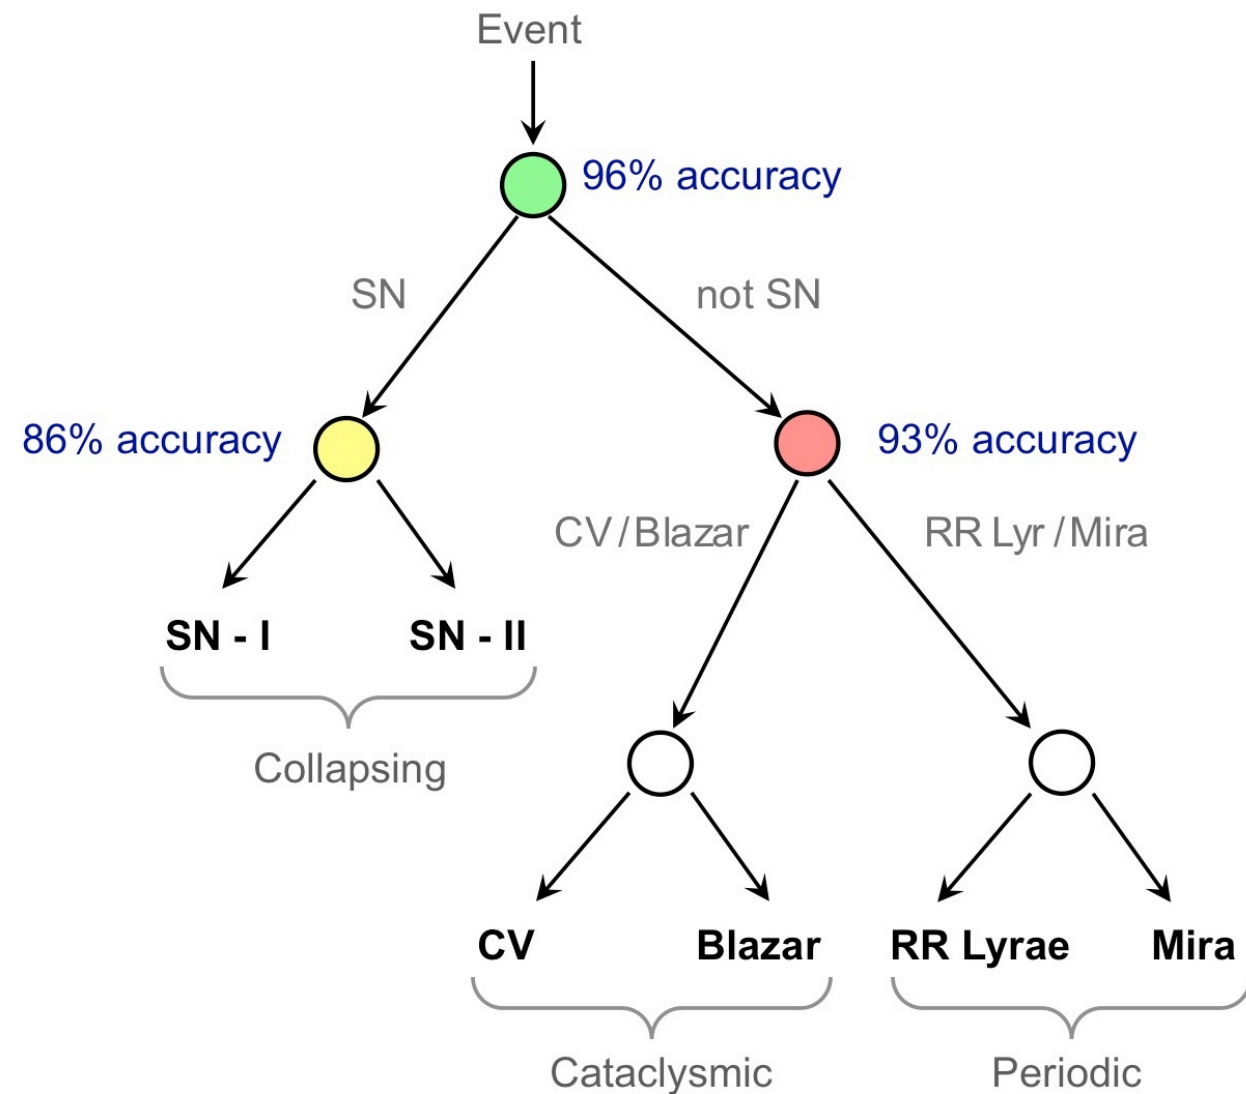 Event
96% accuracy
SN
not SN
86% accuracy
93% accuracy
CV/Blazar
RR Lyr/Mira
SN - I
SN - II
Collapsing
CV
Blazar
RR Lyrae
Mira
Cataclysmic
Periodic